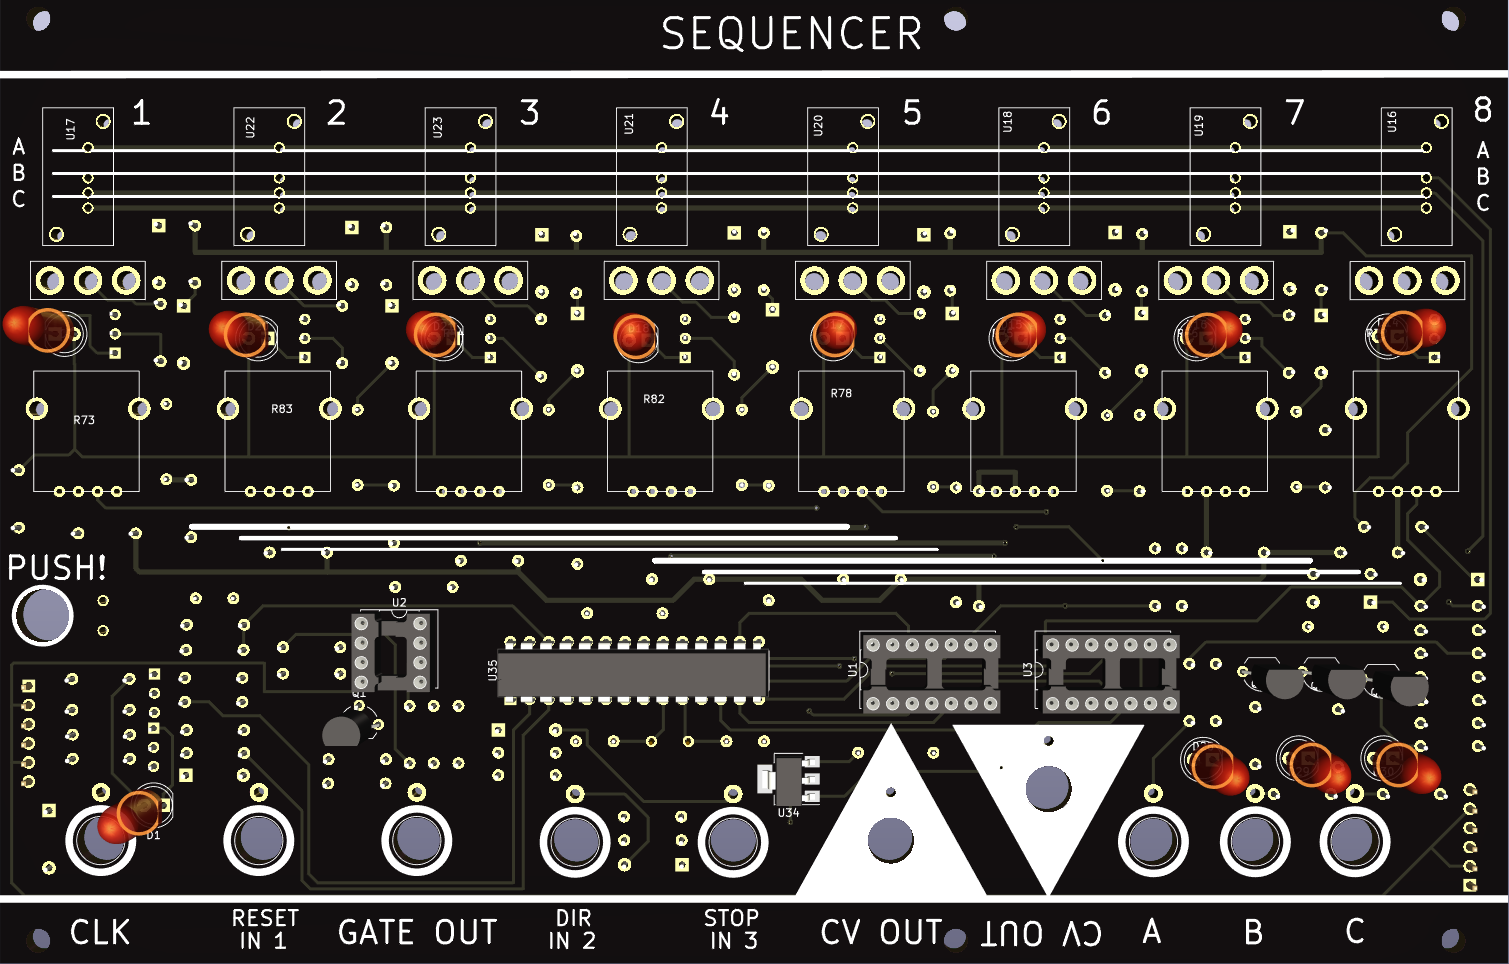 SEQUENCER
1 2 3 4 5 6 7 8
U17 U22 U23 U21 U20 U18 U19 U16
A A
B B
C C
R73 R83 R82 R78
PUSH!
U2
U35 U1 U3
U34
D1
CLK RESET IN 1 GATE OUT DIR IN 2 STOP IN 3 CV OUT CV OUT A B C